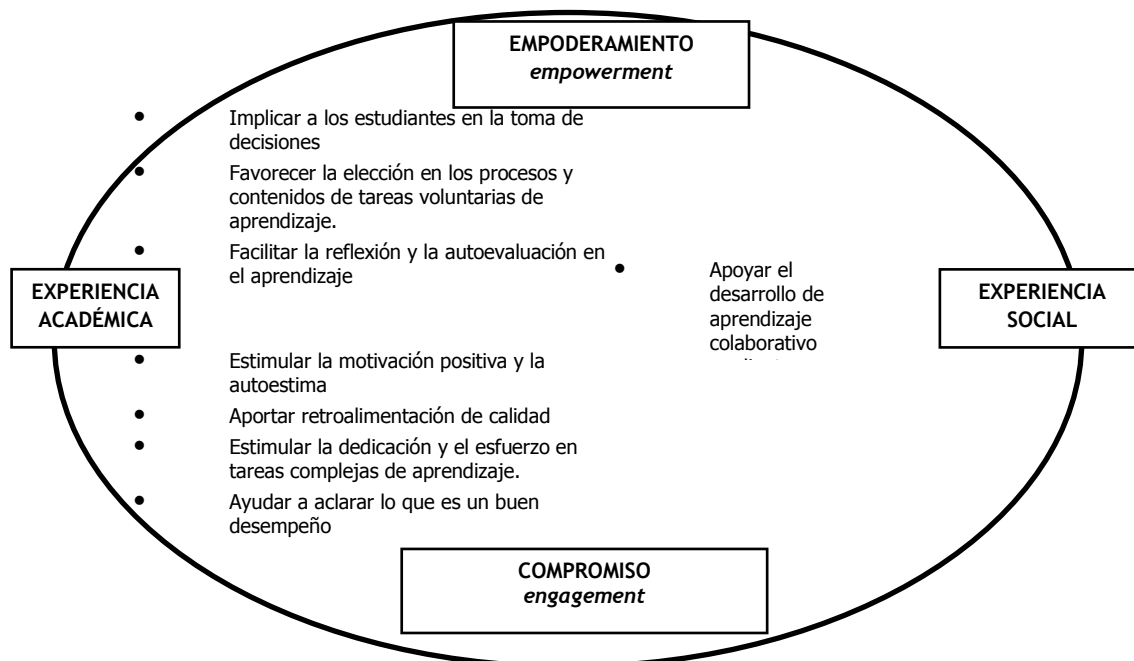 EMPODERAMIENTO
empowerment
• Implicar a los estudiantes en la toma de
decisiones
• Favorecer la elección en los procesos y
contenidos de tareas voluntarias de
aprendizaje.
• Facilitar la reflexión y la autoevaluación en
el aprendizaje
EXPERIENCIA
ACADÉMICA
• Apoyar el
desarrollo de
aprendizaje
colaborativo
EXPERIENCIA
SOCIAL
• Estimular la motivación positiva y la
autoestima
• Aportar retroalimentación de calidad
• Estimular la dedicación y el esfuerzo en
tareas complejas de aprendizaje.
• Ayudar a aclarar lo que es un buen
desempeño
COMPROMISO
engagement